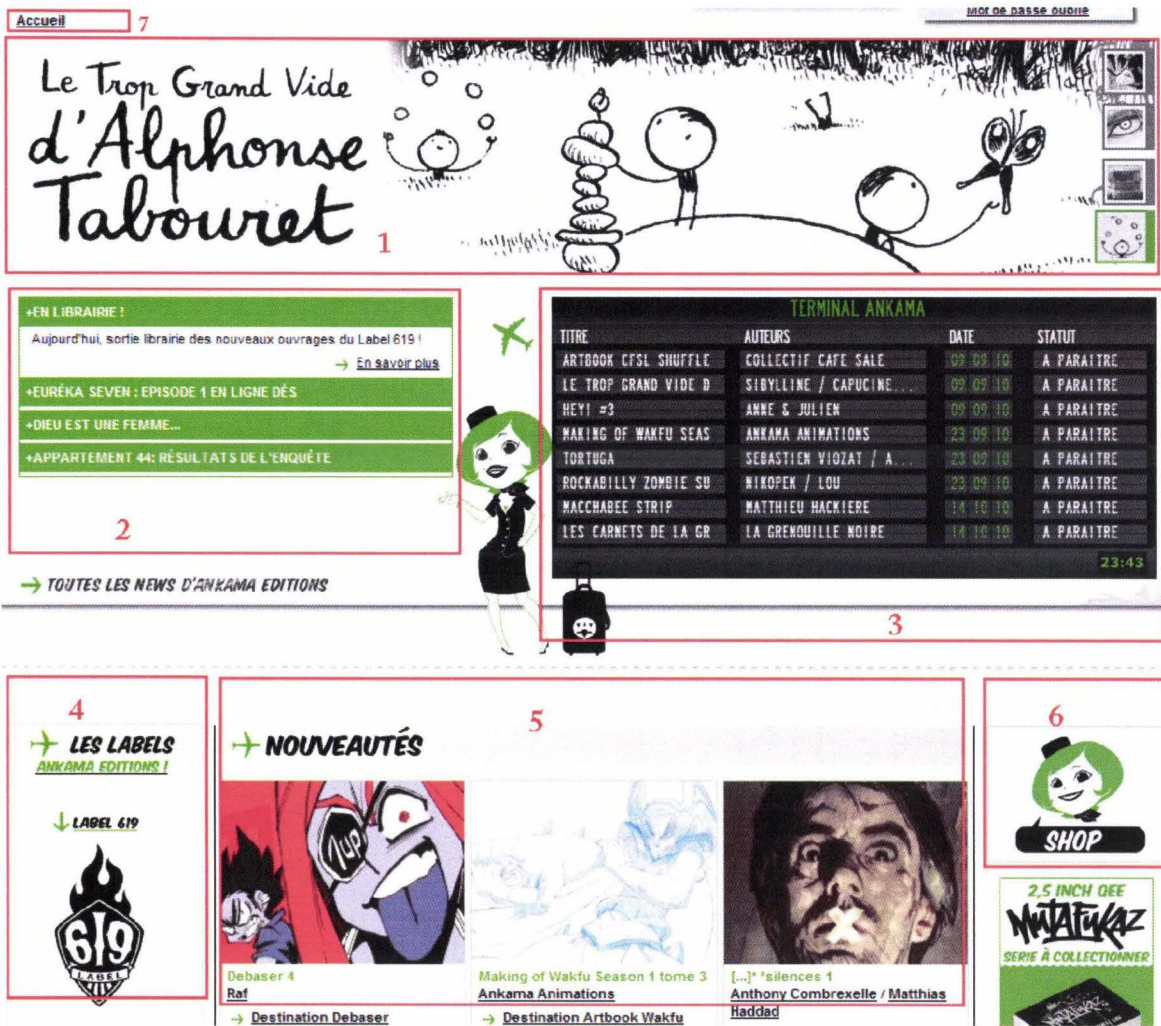 Accueil
7
Mot de passe oublié
Le Trop Grand Vide
d'Alphonse
Tabouret
1
+EN LIBRAIRIE !
Aujourd'hui, sortie librairie des nouveaux ouvrages du Label 619 !
→ En savoir plus
+EURÉKA SEVEN : EPISODE 1 EN LIGNE DÈS
+DIEU EST UNE FEMME...
+APPARTEMENT 44: RÉSULTATS DE L'ENQUÊTE
2
→ TOUTES LES NEWS D'ANKAMA EDITIONS
TERMINAL ANKAMA
TITRE AUTEURS DATE STATUT
ARTBOOK CFSL SHUFFLE COLLECTIF CAFE SALE 09 09 10 A PARAITRE
LE TROP GRAND VIDE D SIBYLLINE / CAPUCINE... 09 09 10 A PARAITRE
HEY! #3 ANNE & JULIEN 09 09 10 A PARAITRE
MAKING OF WAKFU SEAS ANKAMA ANIMATIONS 23 09 10 A PARAITRE
TORTUGA SEBASTIEN VIOZAT / A... 23 09 10 A PARAITRE
ROCKABILLY ZOMBIE SU NIKOPEK / LOU 23 09 10 A PARAITRE
MACCHABEE STRIP MATTHIEU HACKIERE 14 10 10 A PARAITRE
LES CARNETS DE LA GR LA GRENOUILLE NOIRE 14 10 10 A PARAITRE
23:43
3
4
LES LABELS
ANKAMA EDITIONS !
LABEL 619
619
LABEL
5
NOUVEAUTÉS
1up
Debaser 4
Raf
→ Destination Debaser
Making of Wakfu Season 1 tome 3
Ankama Animations
→ Destination Artbook Wakfu
[...]* *silences 1
Anthony Combrexelle / Matthias
Haddad
6
SHOP
2,5 INCH QEE
MUTAFUKAZ
SERIE À COLLECTIONNER